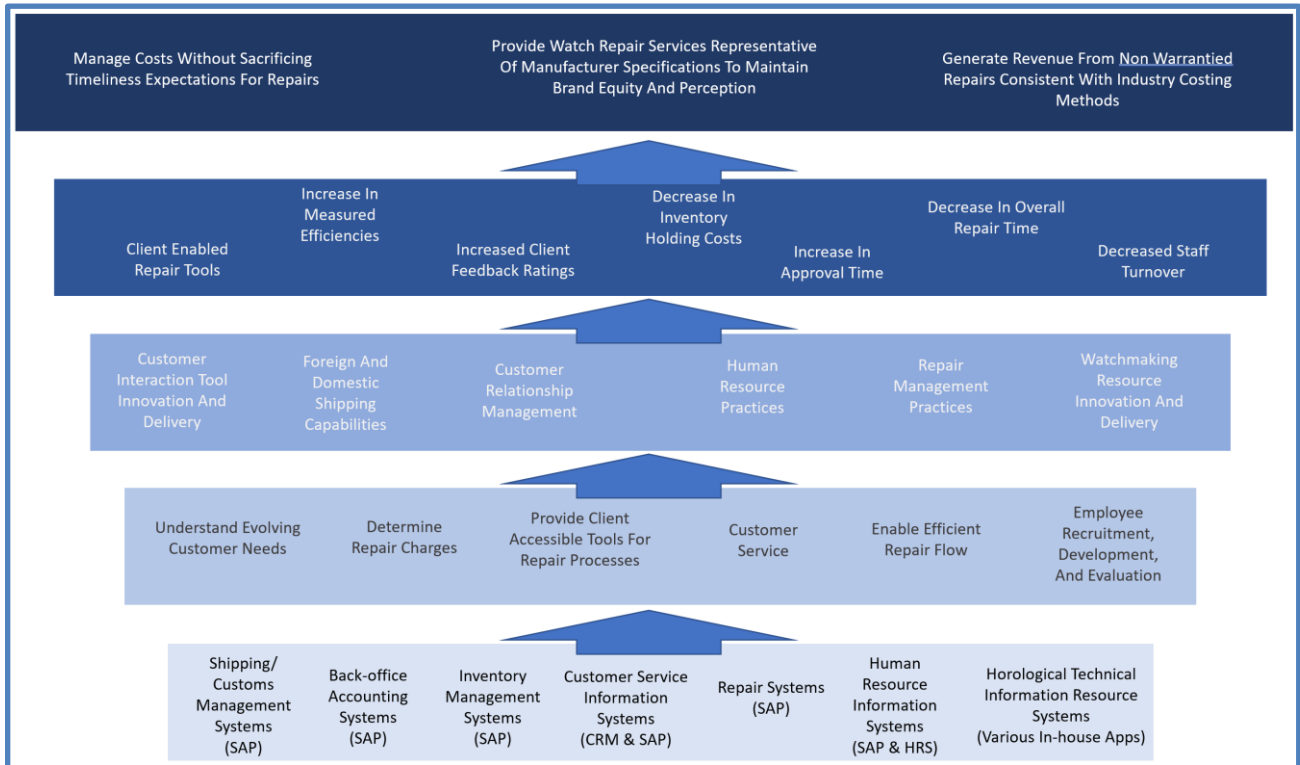 Manage Costs Without Sacrificing
Timeliness Expectations For Repairs
Provide Watch Repair Services Representative
Of Manufacturer Specifications To Maintain
Brand Equity And Perception
Generate Revenue From Non Warrantied
Repairs Consistent With Industry Costing
Methods
Client Enabled
Repair Tools
Increase In
Measured
Efficiencies
Increased Client
Feedback Ratings
Decrease In
Inventory
Holding Costs
Increase In
Approval Time
Decrease In Overall
Repair Time
Decreased Staff
Turnover
Customer
Interaction Tool
Innovation And
Delivery
Foreign And
Domestic
Shipping
Capabilities
Customer
Relationship
Management
Human
Resource
Practices
Repair
Management
Practices
Watchmaking
Resource
Innovation And
Delivery
Understand Evolving
Customer Needs
Determine
Repair Charges
Provide Client
Accessible Tools For
Repair Processes
Customer
Service
Enable Efficient
Repair Flow
Employee
Recruitment,
Development,
And Evaluation
Shipping/
Customs
Management
Systems
(SAP)
Back-office
Accounting
Systems
(SAP)
Inventory
Management
Systems
(SAP)
Customer Service
Information
Systems
(CRM & SAP)
Repair Systems
(SAP)
Human
Resource
Information
Systems
(SAP & HRS)
Horological Technical
Information Resource
Systems
(Various In-house Apps)